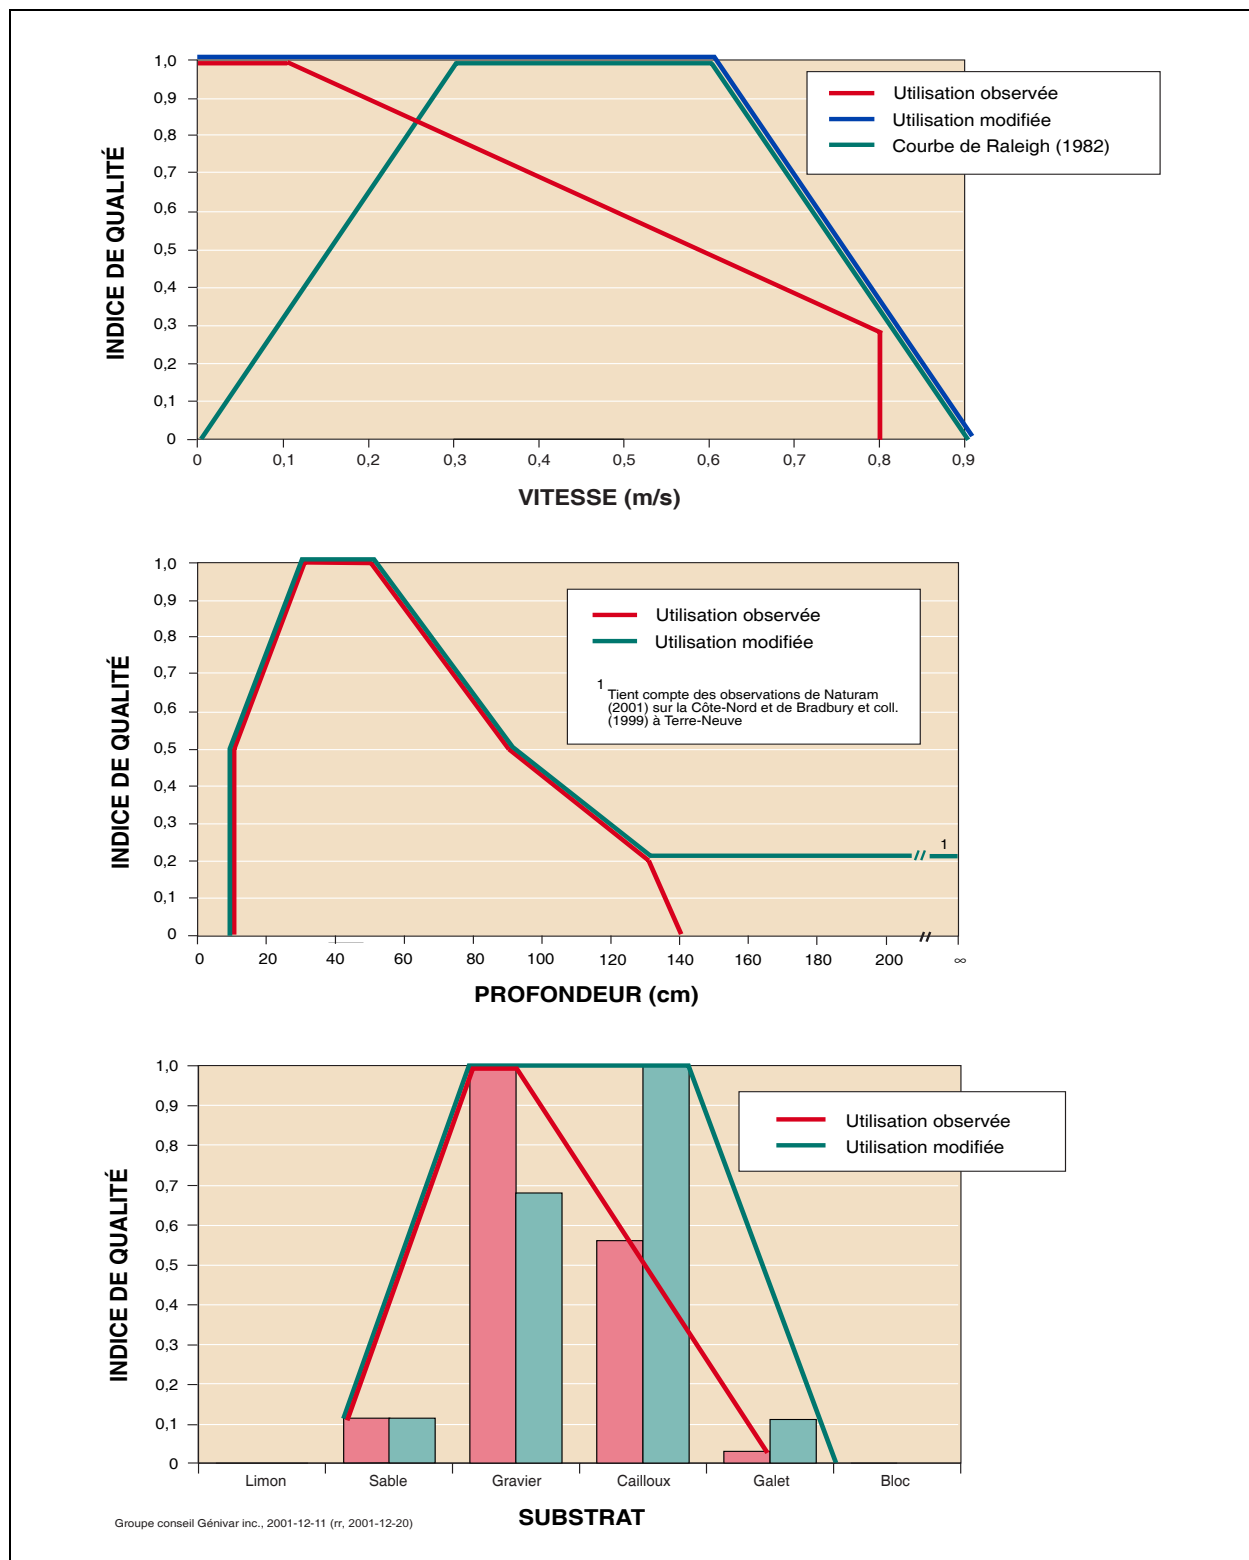 1,0
0,9
0,8
0,7
0,6
0,5
0,4
0,3
0,2
0,1
0
INDICE DE QUALITÉ
Utilisation observée
Utilisation modifiée
Courbe de Raleigh (1982)
0 0,1 0,2 0,3 0,4 0,5 0,6 0,7 0,8 0,9
VITESSE (m/s)
1,0
0,9
0,8
0,7
0,6
0,5
0,4
0,3
0,2
0,1
0
INDICE DE QUALITÉ
Utilisation observée
Utilisation modifiée
1 Tient compte des observations de Naturam
(2001) sur la Côte-Nord et de Bradbury et coll.
(1999) à Terre-Neuve
1
0 20 40 60 80 100 120 140 160 180 200 ∞
PROFONDEUR (cm)
1,0
0,9
0,8
0,7
0,6
0,5
0,4
0,3
0,2
0,1
0
INDICE DE QUALITÉ
Utilisation observée
Utilisation modifiée
Limon Sable Gravier Cailloux Galet Bloc
SUBSTRAT
Groupe conseil Génivar inc., 2001-12-11 (rr, 2001-12-20)